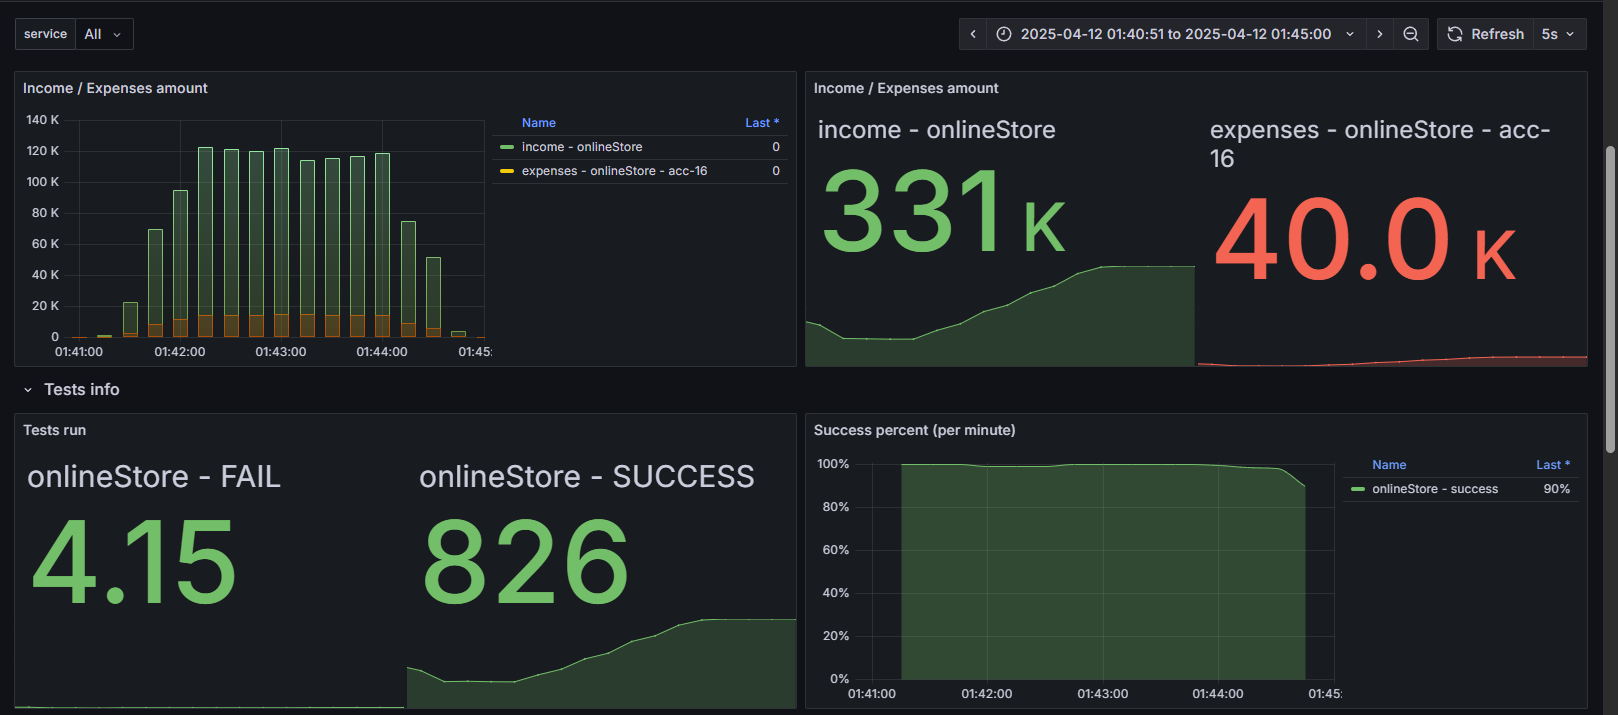 service All 2025-04-12 01:40:51 to 2025-04-12 01:45:00 Refresh 5s
Income / Expenses amount
140 K
120 K
100 K
80 K
60 K
40 K
20 K
0
01:41:00 01:42:00 01:43:00 01:44:00 01:45:
Name Last *
income - onlineStore 0
expenses - onlineStore - acc-16 0
Income / Expenses amount
income - onlineStore
331 K
expenses - onlineStore - acc-
16
40.0 K
Tests info
Tests run
onlineStore - FAIL
4.15
onlineStore - SUCCESS
826
Success percent (per minute)
100%
80%
60%
40%
20%
0%
01:41:00 01:42:00 01:43:00 01:44:00 01:45:
Name Last *
onlineStore - success 90%